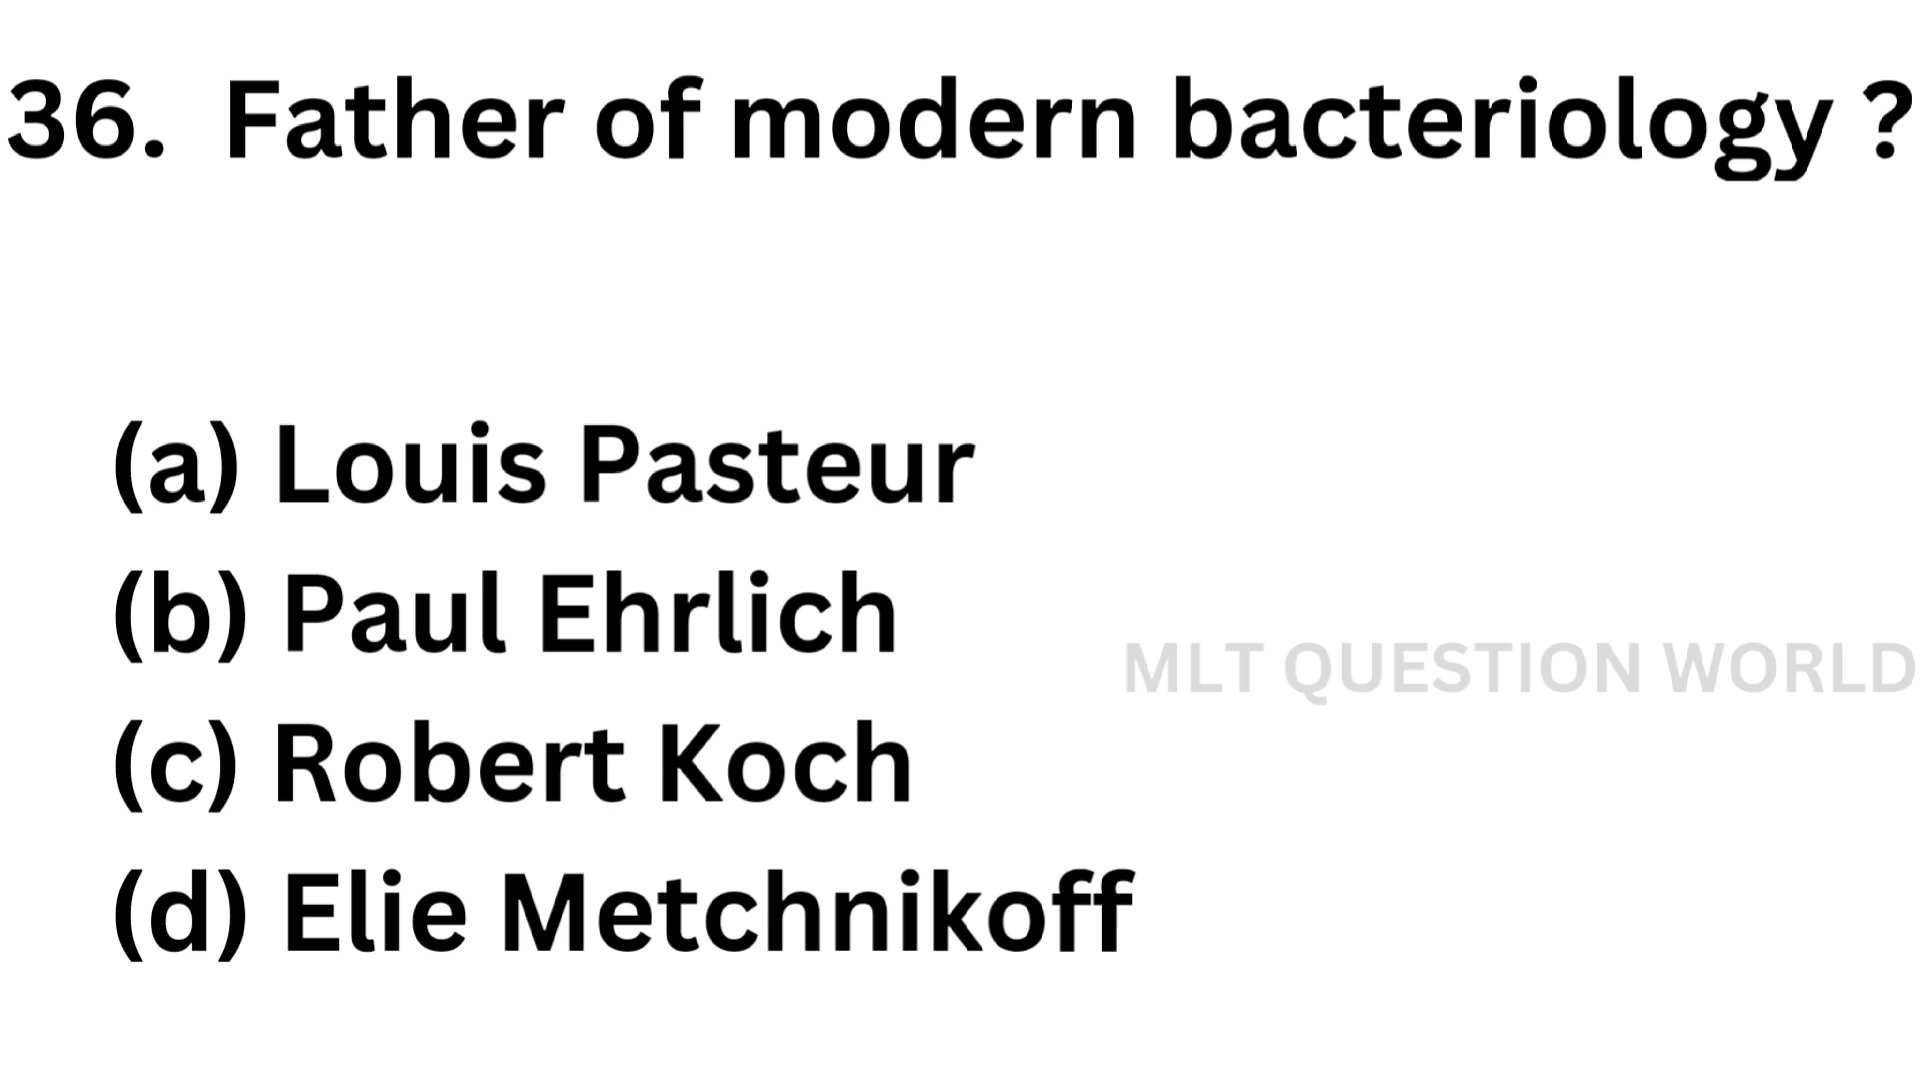 36. Father of modern bacteriology ?
(a) Louis Pasteur
(b) Paul Ehrlich
MLT QUESTION WORLD
(c) Robert Koch
(d) Elie Metchnikoff